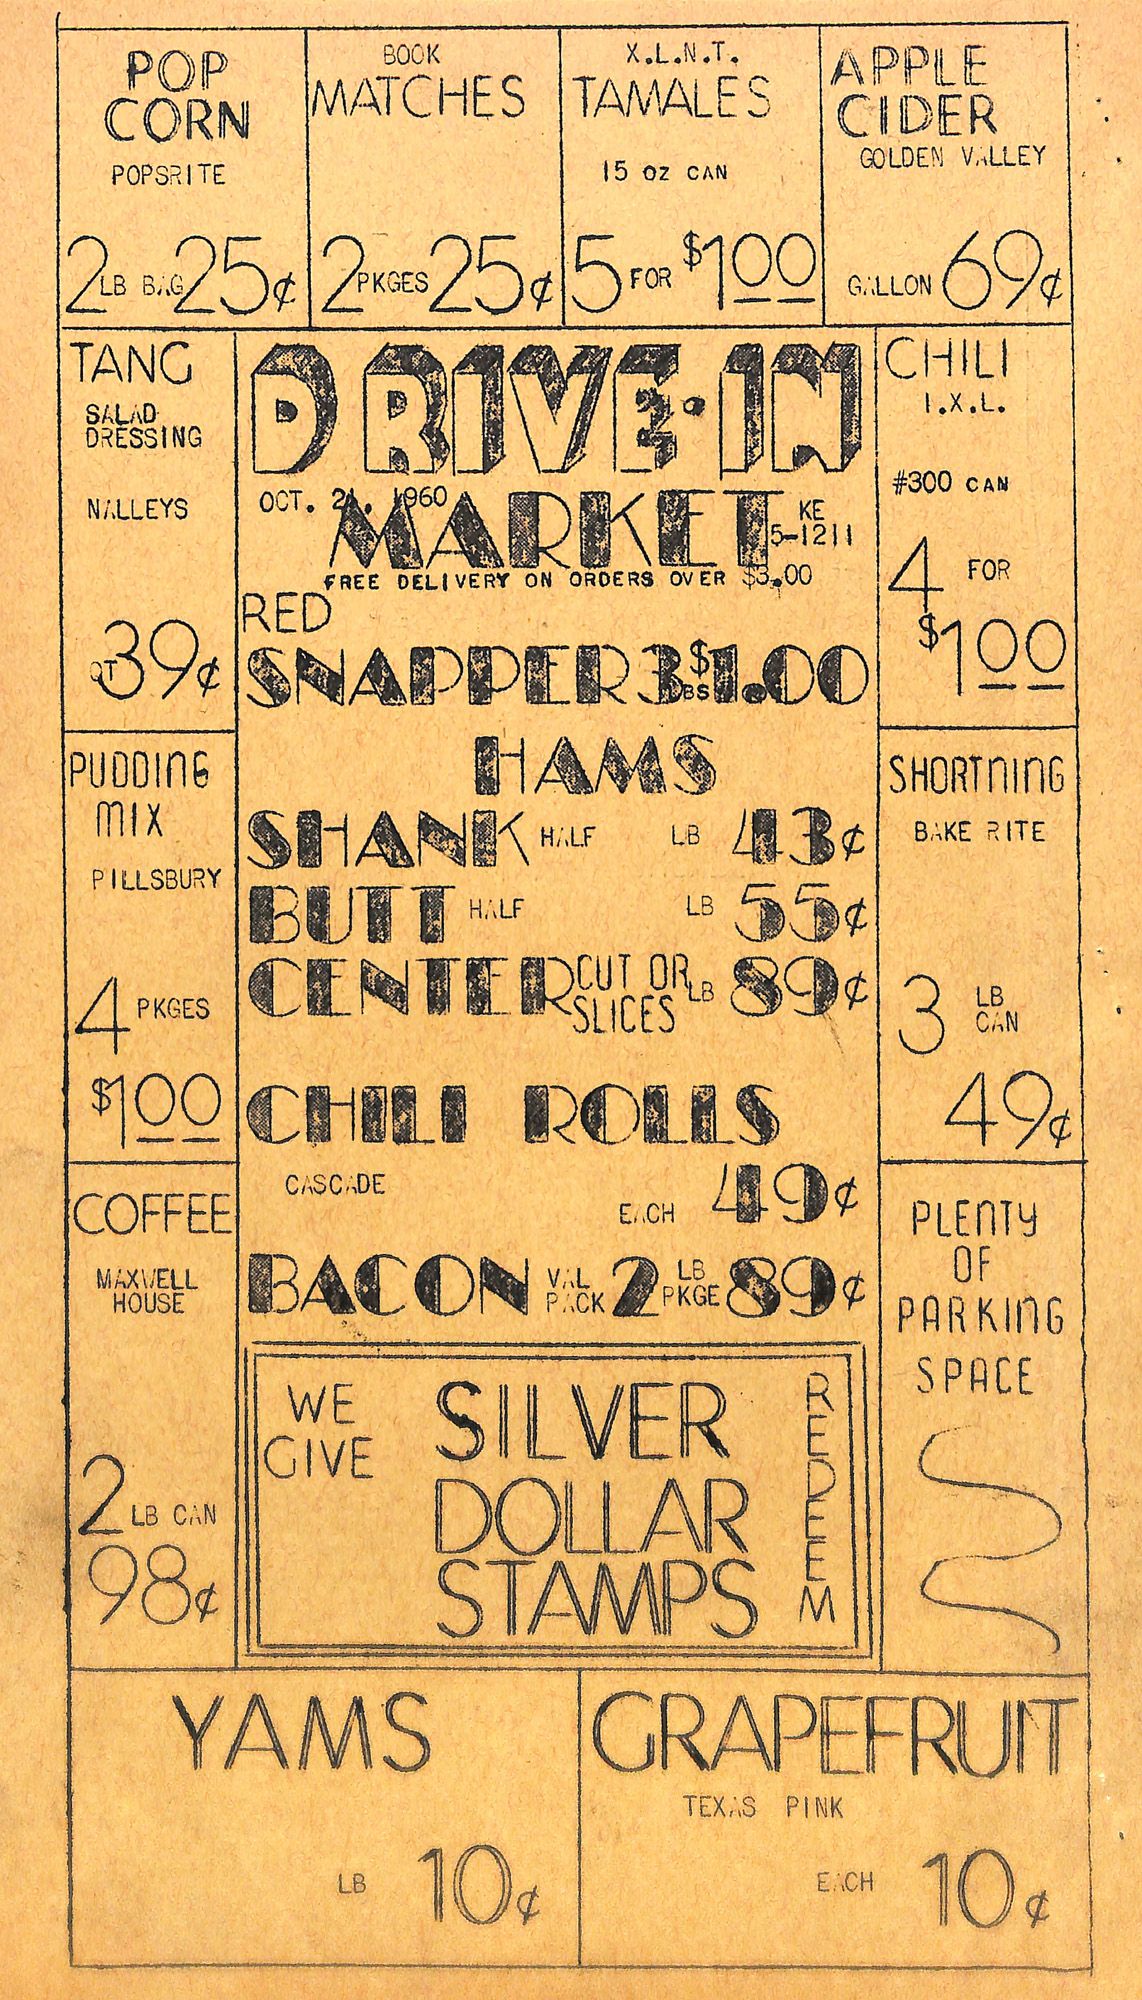 POP
CORN
POPSRITE
2 LB BAG 25¢
BOOK
MATCHES
2 PKGES 25¢
X.L.N.T.
TAMALES
15 OZ CAN
5 FOR $100
APPLE
CIDER
GOLDEN VALLEY
GALLON 69¢
TANG
SALAD
DRESSING
NALLEYS
QT 39¢
PUDDING
MIX
PILLSBURY
4 PKGES
$100
COFFEE
MAXWELL
HOUSE
2 LB CAN
98¢
DRIVE-IN
OCT. 21, 1960
MARKET
KE
5-1211
FREE DELIVERY ON ORDERS OVER $3.00
RED
SNAPPER 3 LBS $1.00
HAMS
SHANK HALF LB 43¢
BUTT HALF LB 55¢
CENTER CUT OR
SLICES LB 89¢
CHILI ROLLS
CASCADE
EACH 49¢
BACON VAL
PACK 2 LB
PKGE 89¢
WE
GIVE
SILVER
DOLLAR
STAMPS
REDEEM
CHILI
I.X.L.
#300 CAN
4 FOR
$100
SHORTNING
BAKE RITE
3 LB
CAN
49¢
PLENTY
OF
PARKING
SPACE
YAMS
LB 10¢
GRAPEFRUIT
TEXAS PINK
EACH 10¢